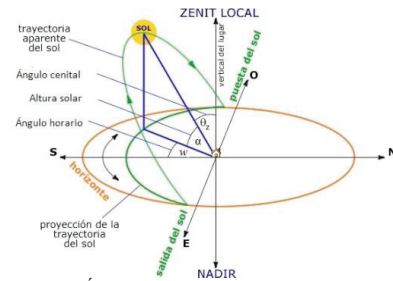 ZENIT LOCAL
trayectoria
aparente
del sol
SOL
vertical del lugar
puesta del sol
O
Ángulo cenital
Altura solar
Ángulo horario
θz
α
w
S
N
horizonte
proyección de la
trayectoria
del sol
salida del sol
E
NADIR